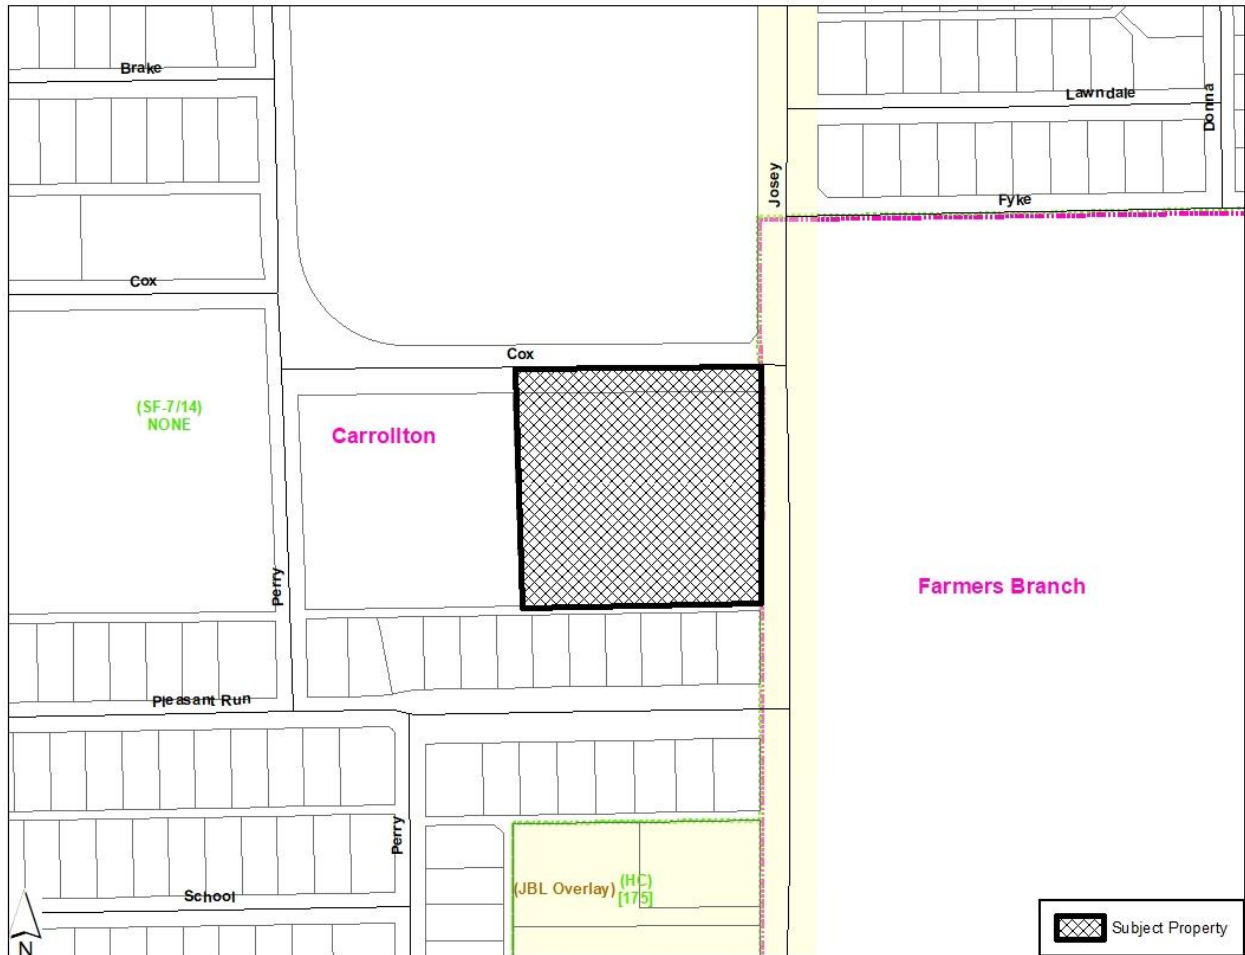 Brake
Lawndale
Donna
Josey
Fyke
Cox
Cox
(SF-7/14)
NONE
Carrollton
Perry
Farmers Branch
Pleasant Run
Perry
School
(JBL Overlay)
(HC)
[175]
N
Subject Property